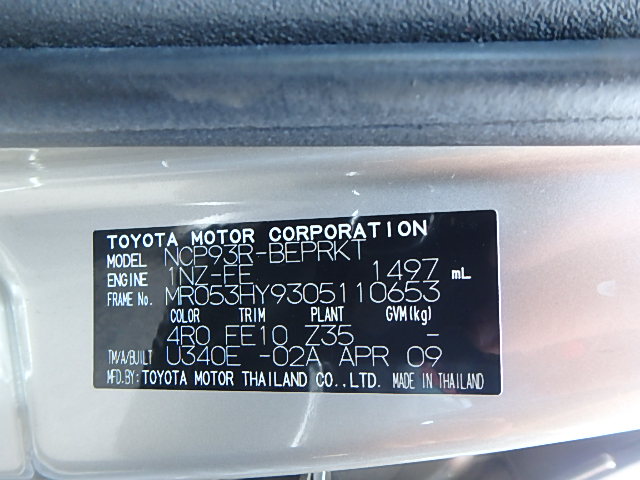 TOYOTA MOTOR CORPORATION
MODEL NCP93R-BEPRKT
ENGINE 1NZ-FE 1497 mL
FRAME No. MR053HY9305110653
COLOR TRIM PLANT GVM(kg)
4R0 FE10 Z35 -
TM/A/BUILT U340E -02A APR 09
MFD.BY: TOYOTA MOTOR THAILAND CO.,LTD. MADE IN THAILAND